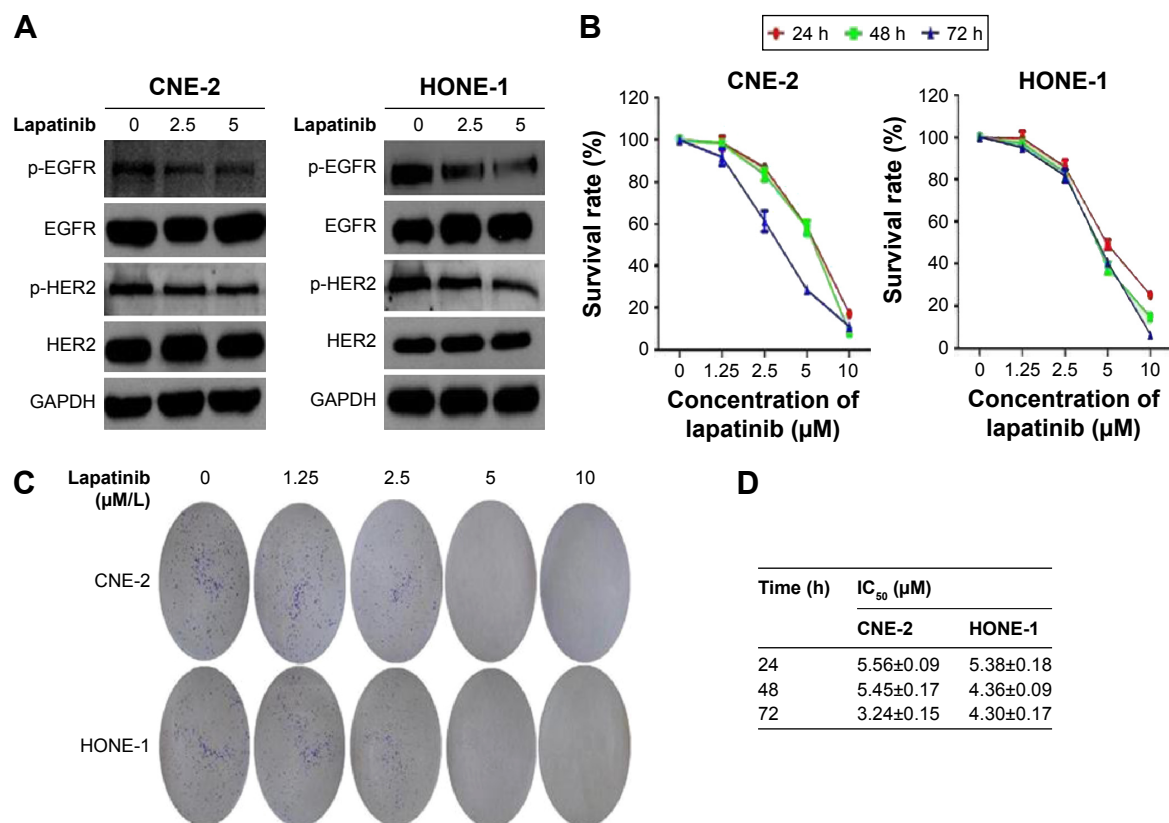 A
CNE-2
HONE-1
Lapatinib 0 2.5 5
Lapatinib 0 2.5 5
p-EGFR
EGFR
p-HER2
HER2
GAPDH
p-EGFR
EGFR
p-HER2
HER2
GAPDH
B
24 h 48 h 72 h
CNE-2
Survival rate (%)
120
100
80
60
40
20
0
0 1.25 2.5 5 10
Concentration of
lapatinib (µM)
HONE-1
Survival rate (%)
120
100
80
60
40
20
0
0 1.25 2.5 5 10
Concentration of
lapatinib (µM)
C
Lapatinib 0 1.25 2.5 5 10
(µM/L)
CNE-2
HONE-1
D
Time (h) IC₅₀ (µM)
CNE-2 HONE-1
24 5.56±0.09 5.38±0.18
48 5.45±0.17 4.36±0.09
72 3.24±0.15 4.30±0.17